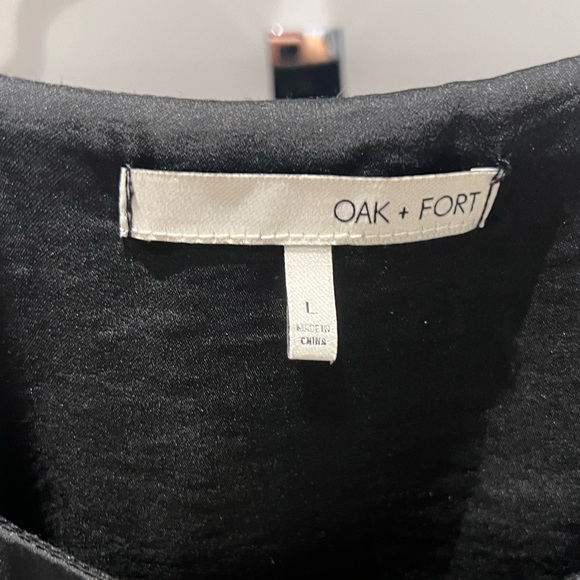 OAK + FORT
L
MADE IN
CHINA